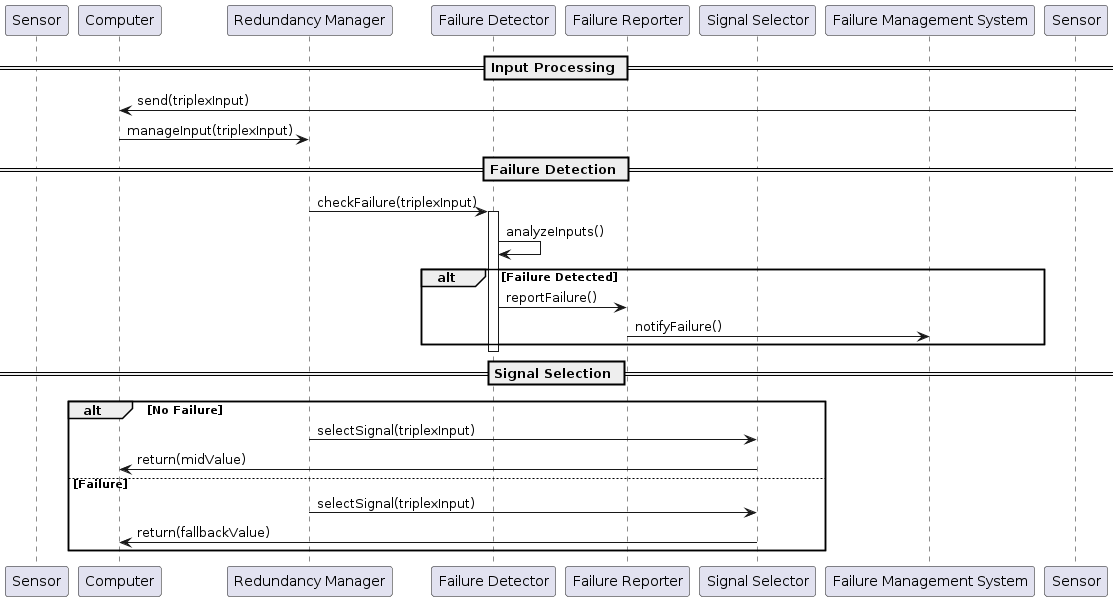 Sensor Computer Redundancy Manager Failure Detector Failure Reporter Signal Selector Failure Management System Sensor
Input Processing
send(triplexInput)
manageInput(triplexInput)
Failure Detection
checkFailure(triplexInput)
analyzeInputs()
alt [Failure Detected]
reportFailure()
notifyFailure()
Signal Selection
alt [No Failure]
selectSignal(triplexInput)
return(midValue)
[Failure]
selectSignal(triplexInput)
return(fallbackValue)
Sensor Computer Redundancy Manager Failure Detector Failure Reporter Signal Selector Failure Management System Sensor